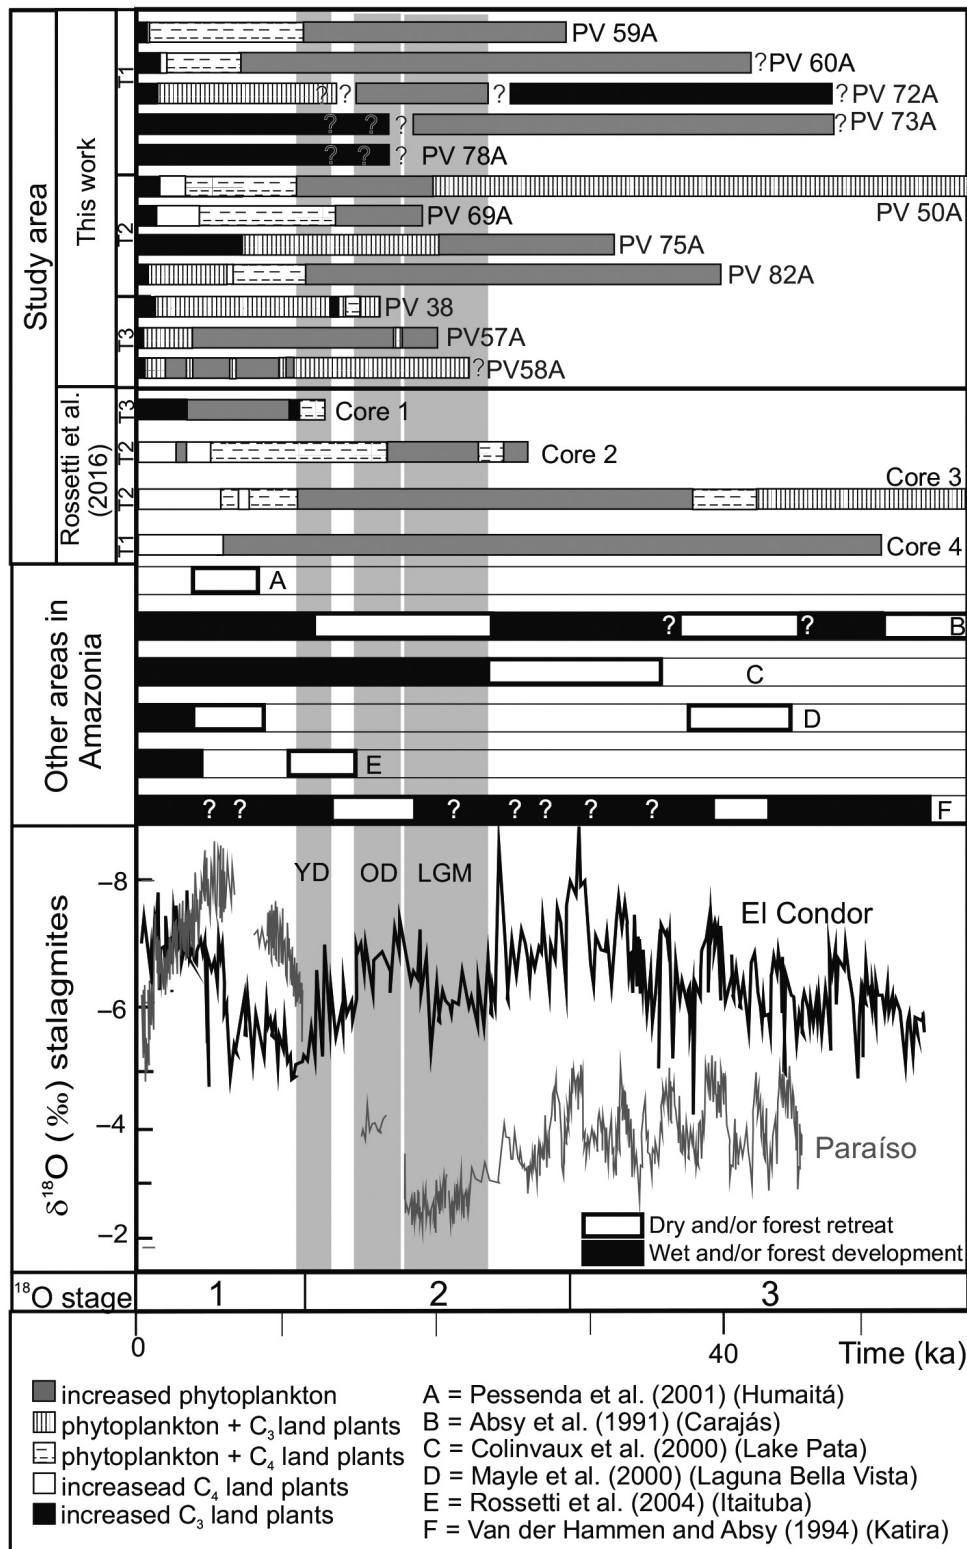 Study area
This work
T1
PV 59A
?PV 60A
? ? ? ?PV 72A
? ? ? ?PV 73A
? ? ? PV 78A
T2
PV 50A
PV 69A
PV 75A
PV 82A
T3
PV 38
PV57A
?PV58A
Rossetti et al.
(2016)
T3
Core 1
T2
Core 2
T2
Core 3
T1
Core 4
Other areas in
Amazonia
A
? ? B
C
D
E
? ? ? ? ? ? ? F
δ¹⁸O (‰) stalagmites
YD OD LGM
−8
−6
−4
−2
El Condor
Paraíso
Dry and/or forest retreat
Wet and/or forest development
¹⁸O stage 1 2 3
0 40 Time (ka)
increased phytoplankton
phytoplankton + C₃ land plants
phytoplankton + C₄ land plants
increasead C₄ land plants
increased C₃ land plants
A = Pessenda et al. (2001) (Humaitá)
B = Absy et al. (1991) (Carajás)
C = Colinvaux et al. (2000) (Lake Pata)
D = Mayle et al. (2000) (Laguna Bella Vista)
E = Rossetti et al. (2004) (Itaituba)
F = Van der Hammen and Absy (1994) (Katira)